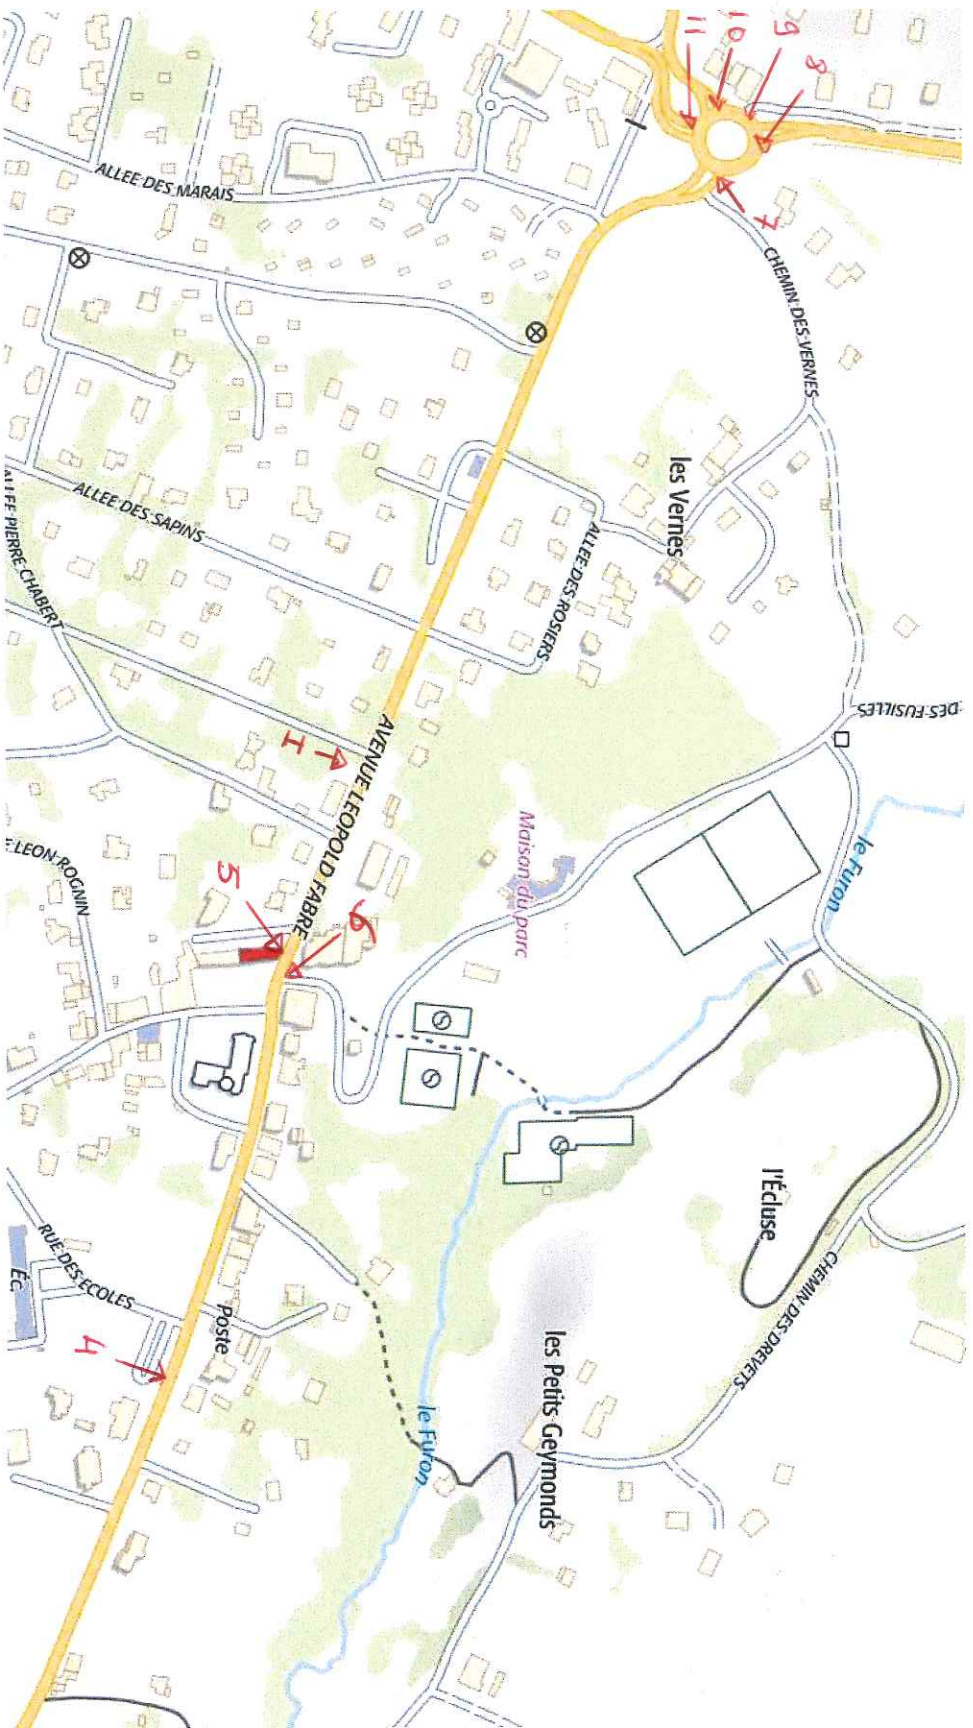 11
10
9
8
7
ALLEE DES MARAIS
CHEMIN DES VERNES
les Vernes
ALLEE DES SAPINS
ALLEE DES ROSIERS
ALLEE PIERRE CHABERT
DES FUSILLES
I
AVENUE LEOPOLD FABRE
Maison du parc
le Furon
E LEON ROGNIN
5
6
l'Écluse
CHEMIN DES DREVETS
RUE DES ECOLES
Éc.
Poste
4
les Petits Geymonds
le Furon